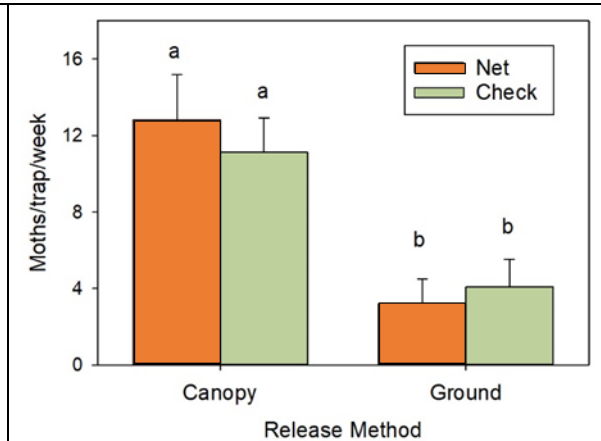 16
12
8
4
0
Moths/trap/week
a
a
b
b
Net
Check
Canopy
Ground
Release Method